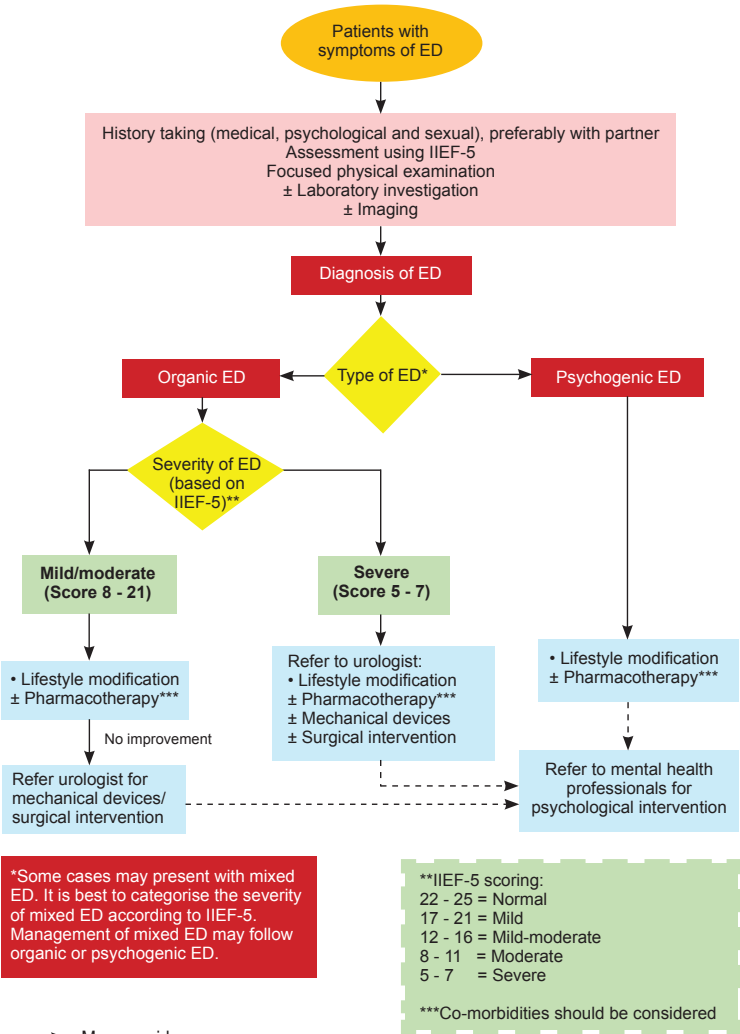 Patients with
symptoms of ED
History taking (medical, psychological and sexual), preferably with partner
Assessment using IIEF-5
Focused physical examination
± Laboratory investigation
± Imaging
Diagnosis of ED
Organic ED
Type of ED*
Psychogenic ED
Severity of ED
(based on
IIEF-5)**
Mild/moderate
(Score 8 - 21)
Severe
(Score 5 - 7)
• Lifestyle modification
± Pharmacotherapy***
Refer to urologist:
• Lifestyle modification
± Pharmacotherapy***
± Mechanical devices
± Surgical intervention
• Lifestyle modification
± Pharmacotherapy***
No improvement
Refer urologist for
mechanical devices/
surgical intervention
Refer to mental health
professionals for
psychological intervention
*Some cases may present with mixed
ED. It is best to categorise the severity
of mixed ED according to IIEF-5.
Management of mixed ED may follow
organic or psychogenic ED.
**IIEF-5 scoring:
22 - 25 = Normal
17 - 21 = Mild
12 - 16 = Mild-moderate
8 - 11 = Moderate
5 - 7 = Severe
***Co-morbidities should be considered